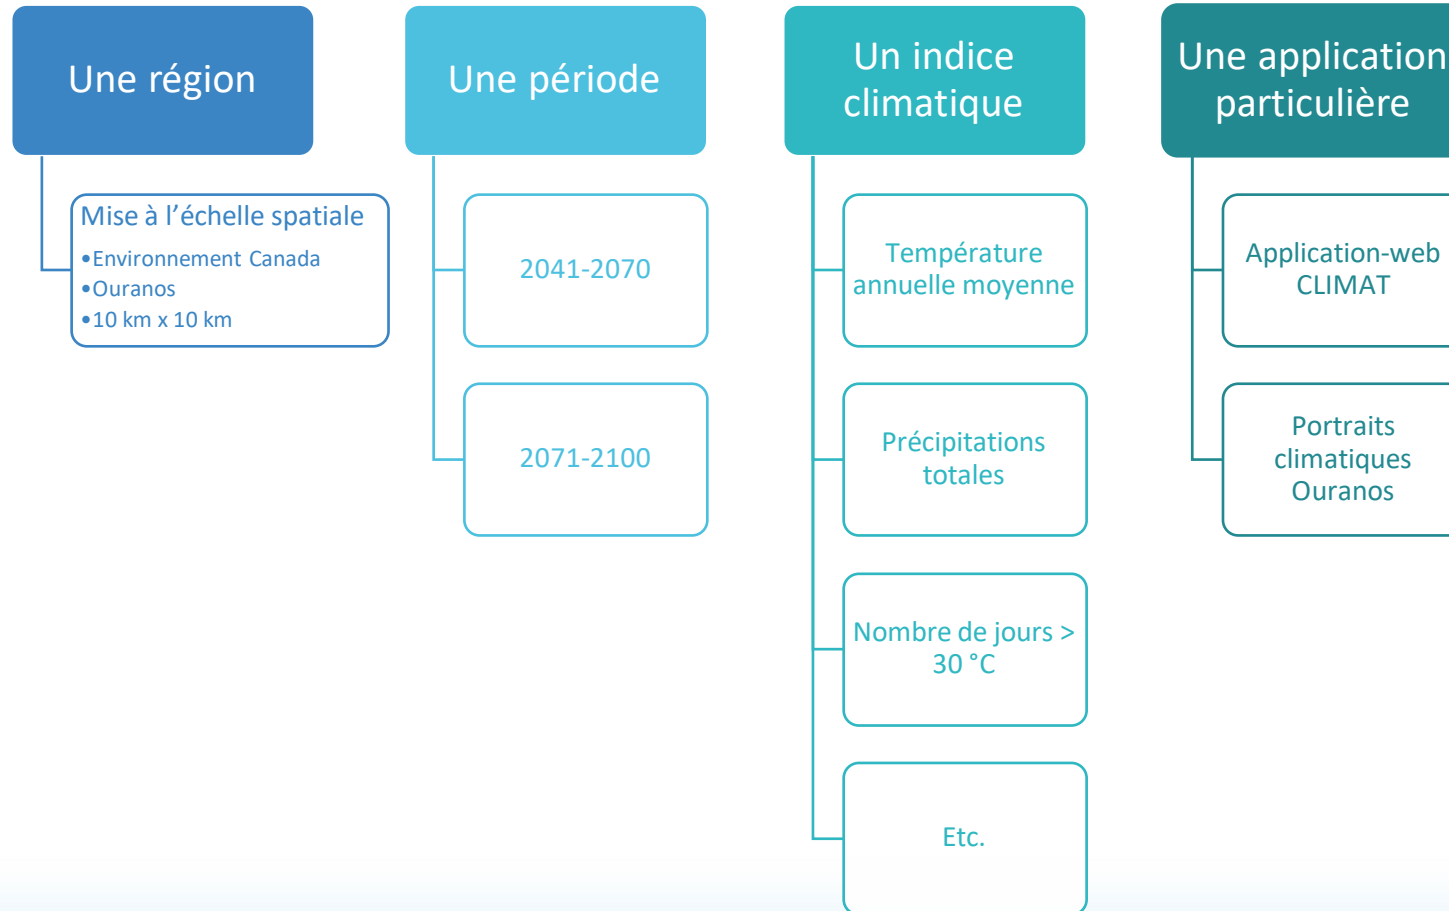 Une région
Mise à l'échelle spatiale
•Environnement Canada
•Ouranos
•10 km x 10 km
Une période
2041-2070
2071-2100
Un indice
climatique
Température
annuelle moyenne
Précipitations
totales
Nombre de jours >
30 °C
Etc.
Une application
particulière
Application-web
CLIMAT
Portraits
climatiques
Ouranos